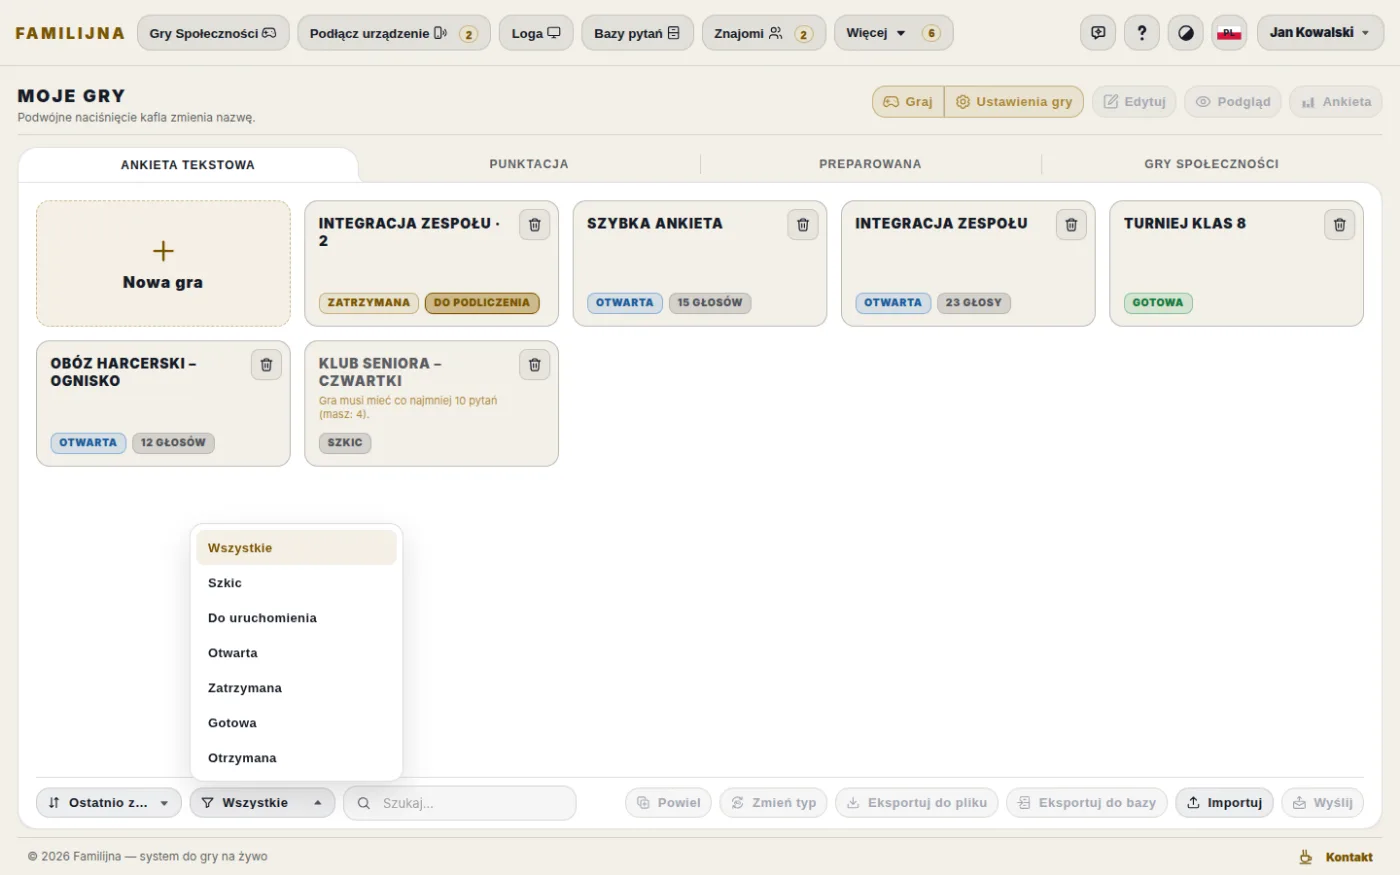 FAMILIJNA
Gry Społeczności
Podłącz urządzenie 2
Loga
Bazy pytań
Znajomi 2
Więcej 6
?
PL
Jan Kowalski
MOJE GRY
Podwójne naciśnięcie kafla zmienia nazwę.
Graj
Ustawienia gry
Edytuj
Podgląd
Ankieta
ANKIETA TEKSTOWA
PUNKTACJA
PREPAROWANA
GRY SPOŁECZNOŚCI
Nowa gra
INTEGRACJA ZESPOŁU ·
2
ZATRZYMANA
DO PODLICZENIA
SZYBKA ANKIETA
OTWARTA
15 GŁOSÓW
INTEGRACJA ZESPOŁU
OTWARTA
23 GŁOSY
TURNIEJ KLAS 8
GOTOWA
OBÓZ HARCERSKI –
OGNISKO
OTWARTA
12 GŁOSÓW
KLUB SENIORA –
CZWARTKI
Gra musi mieć co najmniej 10 pytań
(masz: 4).
SZKIC
Wszystkie
Szkic
Do uruchomienia
Otwarta
Zatrzymana
Gotowa
Otrzymana
Ostatnio z...
Wszystkie
Szukaj...
Powiel
Zmień typ
Eksportuj do pliku
Eksportuj do bazy
Importuj
Wyślij
© 2026 Familijna — system do gry na żywo
Kontakt